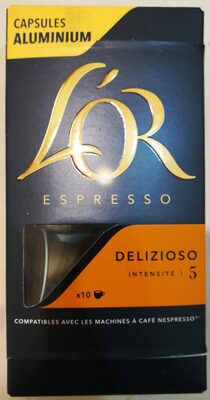 CAPSULES
ALUMINIUM
L'OR
ESPRESSO
DELIZIOSO
INTENSITÉ | 5
x10
COMPATIBLES AVEC LES MACHINES À CAFÉ NESPRESSO*